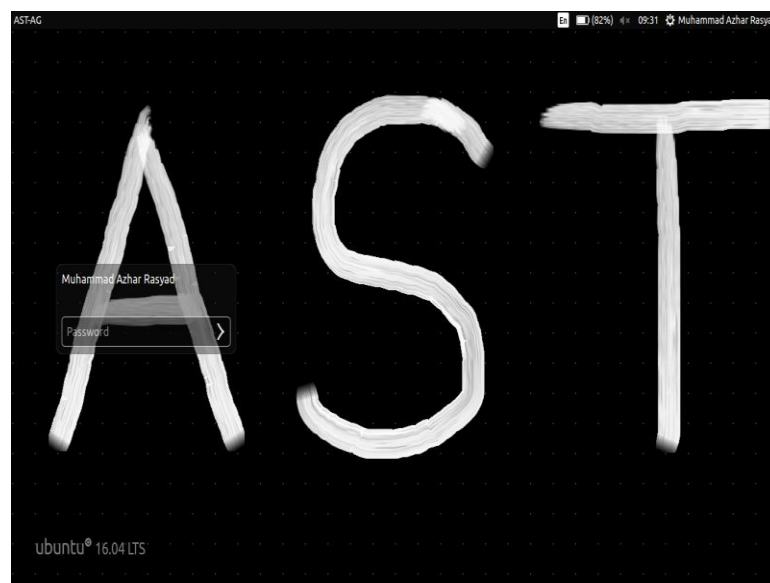 AST-AG En (82%) 09:31 Muhammad Azhar Rasya
AST
Muhammad Azhar Rasyad
Password
ubuntu® 16.04 LTS